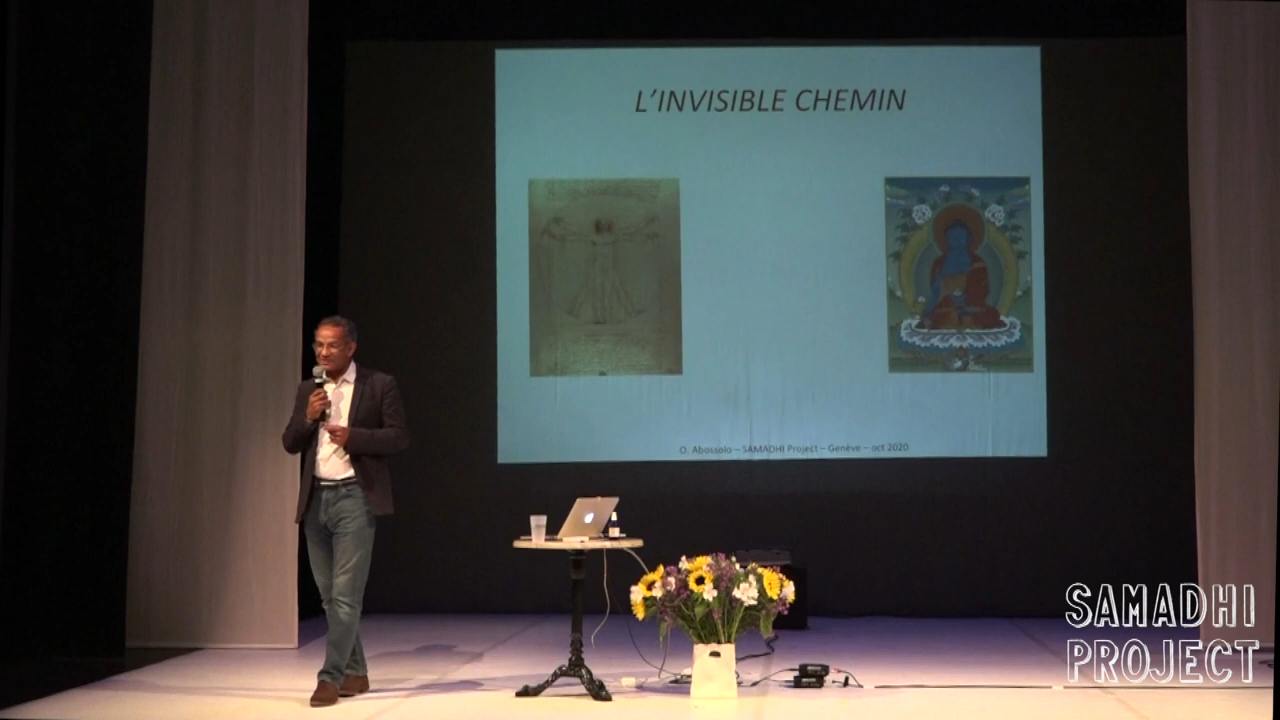 L'INVISIBLE CHEMIN
O. Abossolo – SAMADHI Project – Genève – oct 2020
SAMADHI
PROJECT